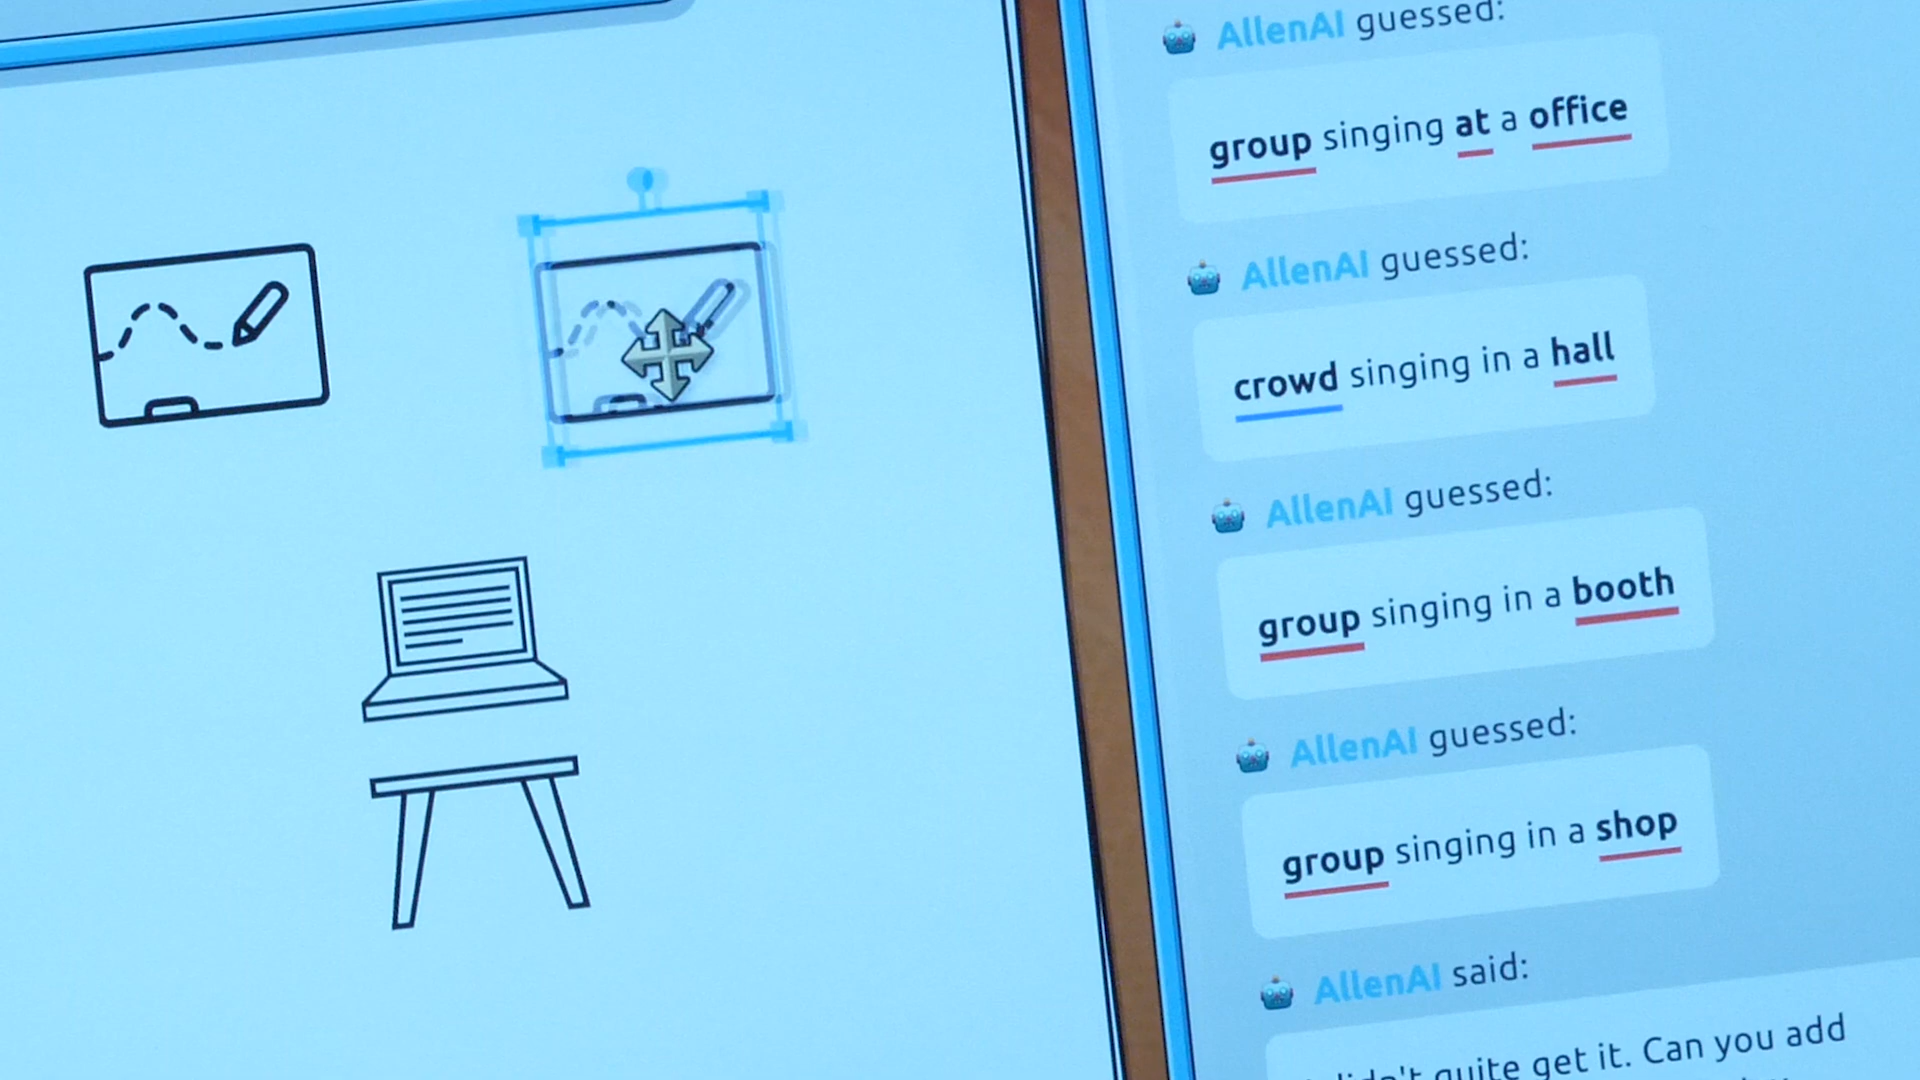 AllenAI guessed:
group singing at a office
AllenAI guessed:
crowd singing in a hall
AllenAI guessed:
group singing in a booth
AllenAI guessed:
group singing in a shop
AllenAI said:
didn't quite get it. Can you add